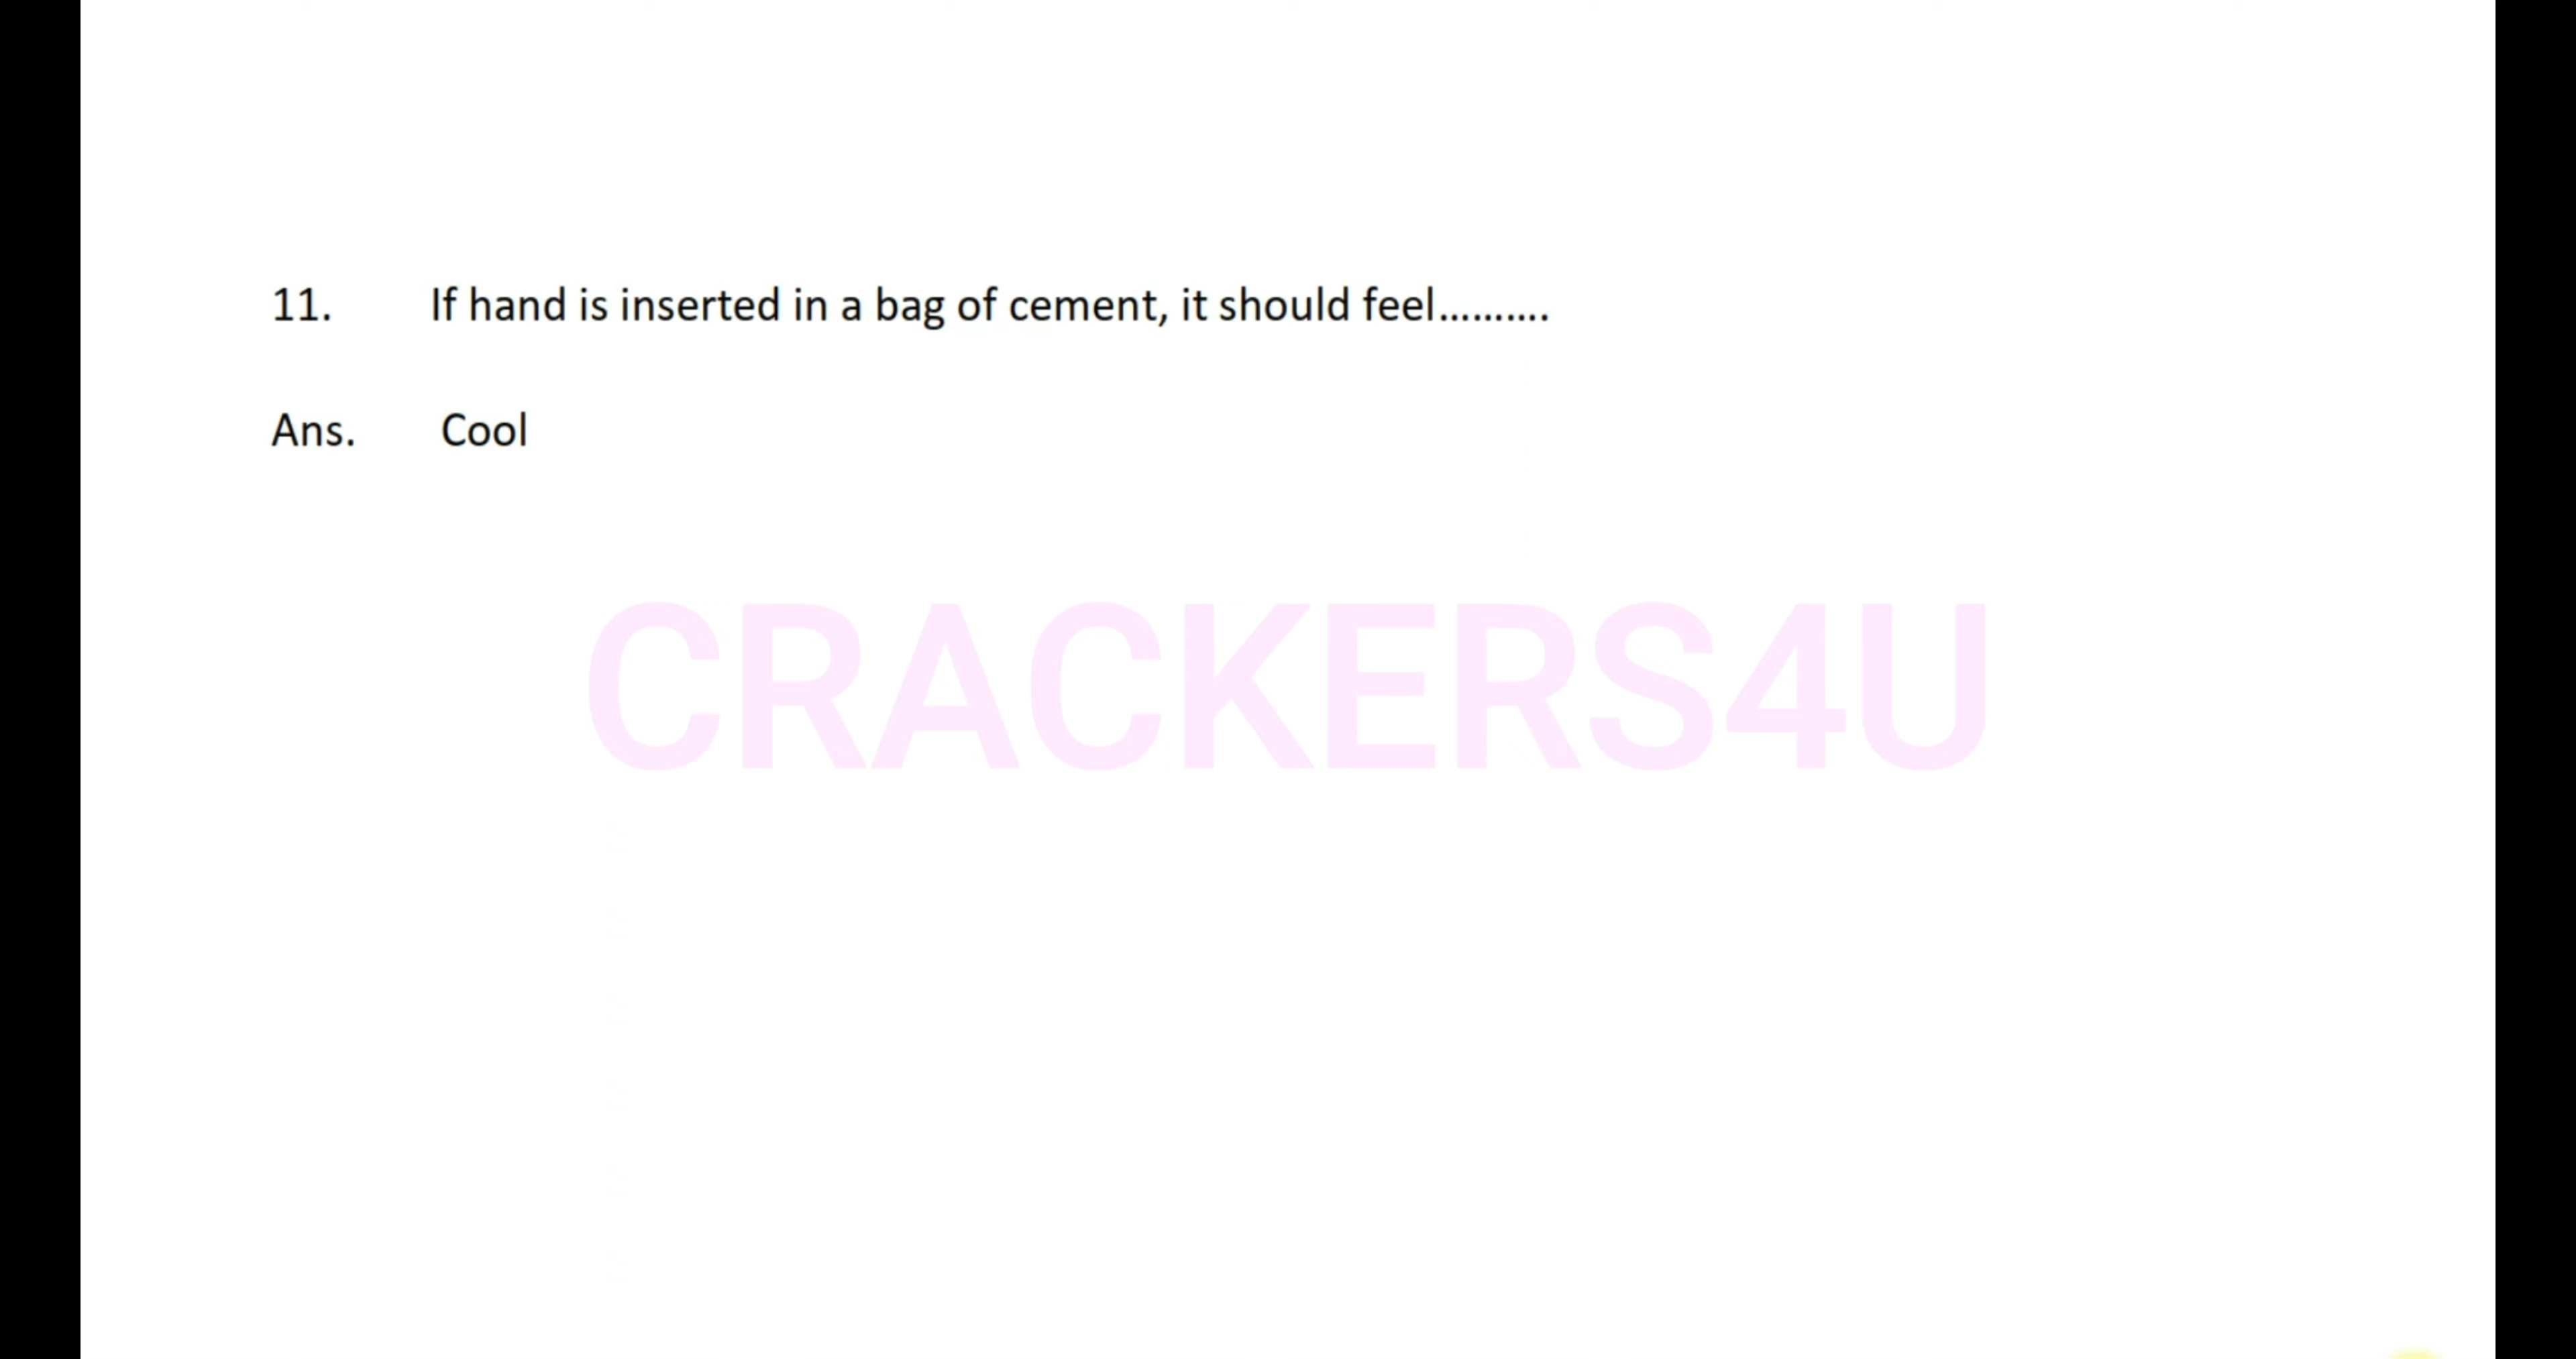 11. If hand is inserted in a bag of cement, it should feel..........
Ans. Cool
CRACKERS4U